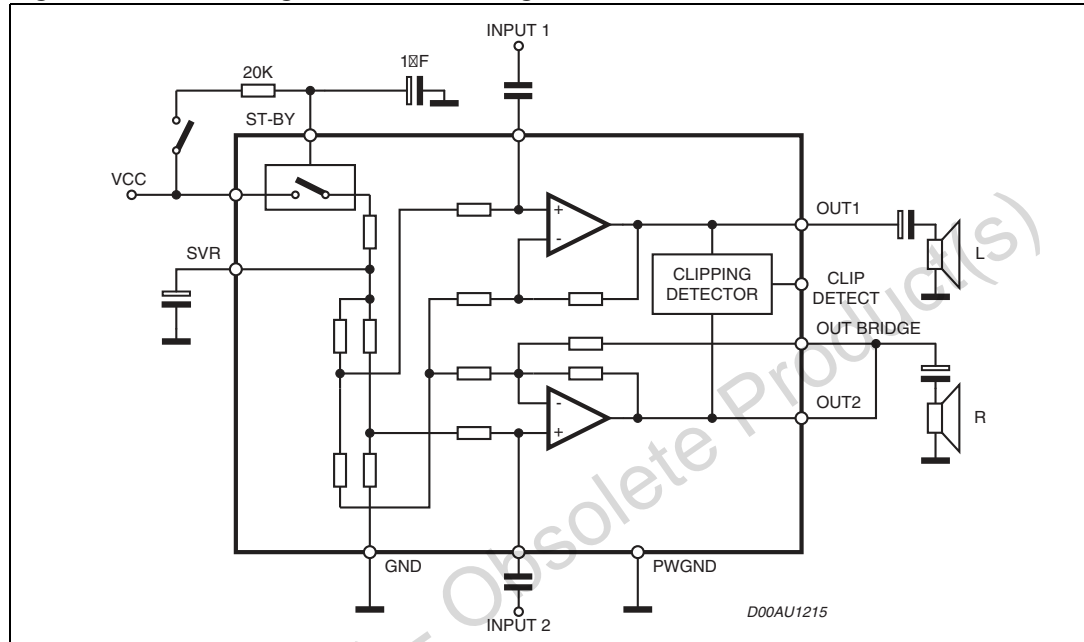 INPUT 1
20K
1 F
ST-BY
VCC
SVR
+
-
OUT1
L
CLIPPING
DETECTOR
CLIP
DETECT
OUT BRIDGE
-
+
OUT2
R
GND
PWGND
INPUT 2
D00AU1215
Obsolete Product(s)